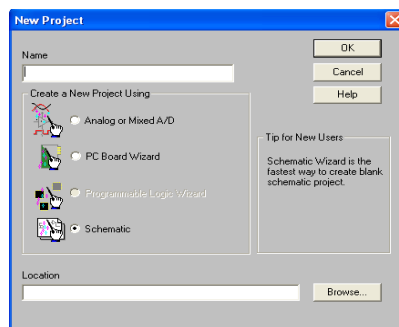 New Project
Name
OK
Cancel
Help
Create a New Project Using
Analog or Mixed A/D
PC Board Wizard
Programmable Logic Wizard
Schematic
Tip for New Users
Schematic Wizard is the
fastest way to create blank
schematic project.
Location
Browse...